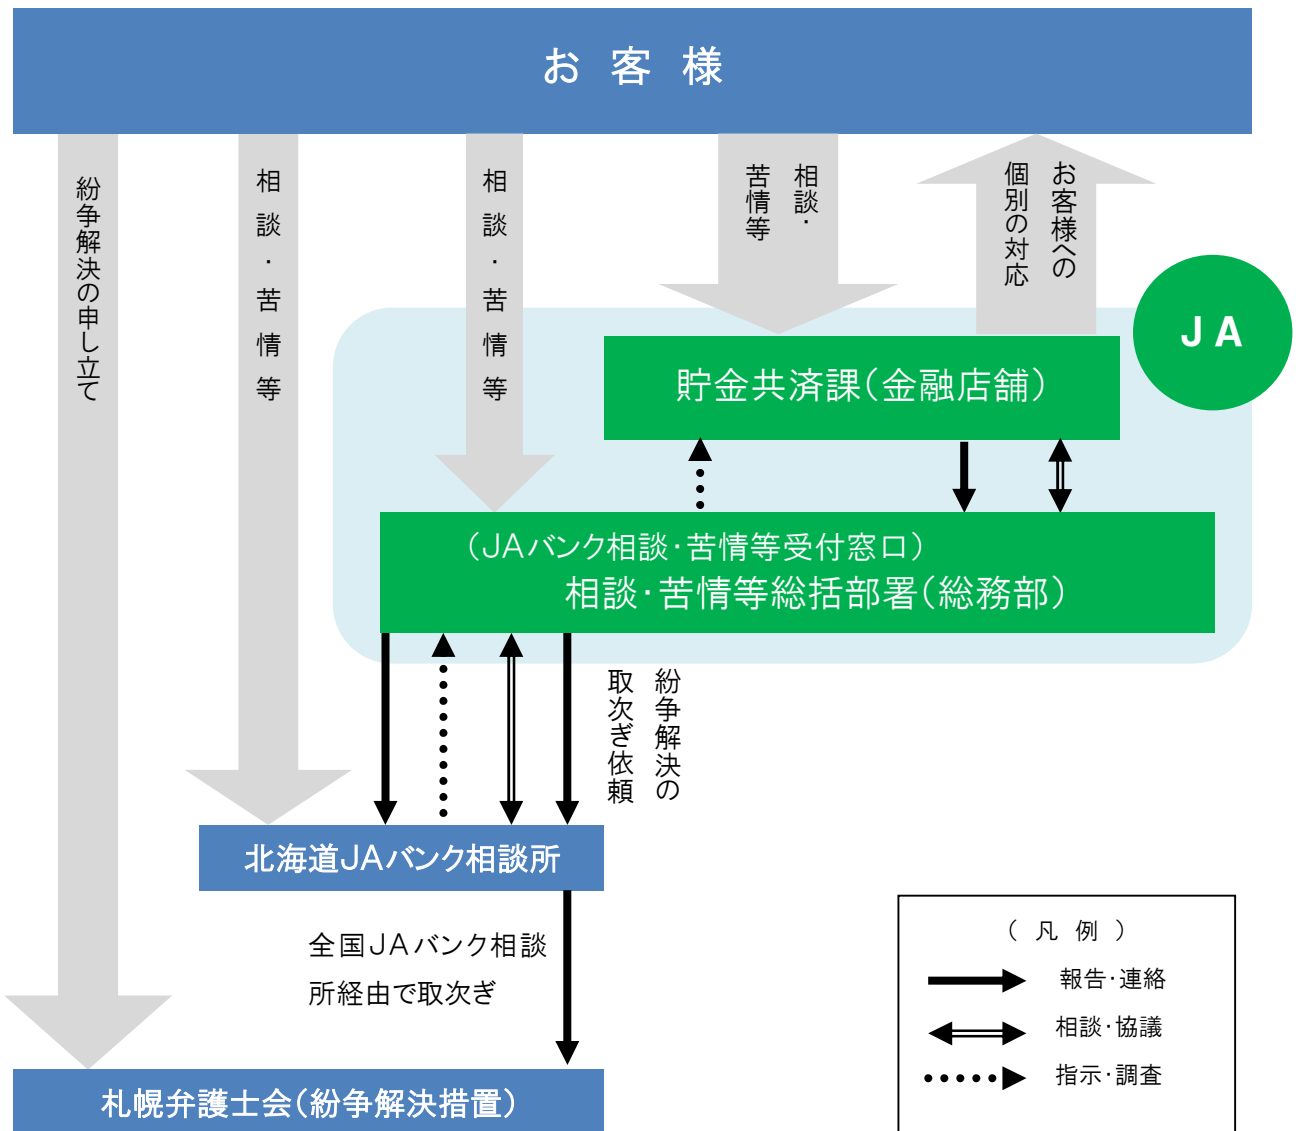 お 客 様
紛争解決の申し立て
相談・苦情等
相談・苦情等
相談・
苦情等
お客様への
個別の対応
JA
貯金共済課(金融店舗)
(JAバンク相談・苦情等受付窓口)
相談・苦情等総括部署(総務部)
紛争解決の
取次ぎ依頼
北海道JAバンク相談所
全国JAバンク相談
所経由で取次ぎ
札幌弁護士会(紛争解決措置)
( 凡 例 )
報告・連絡
相談・協議
指示・調査